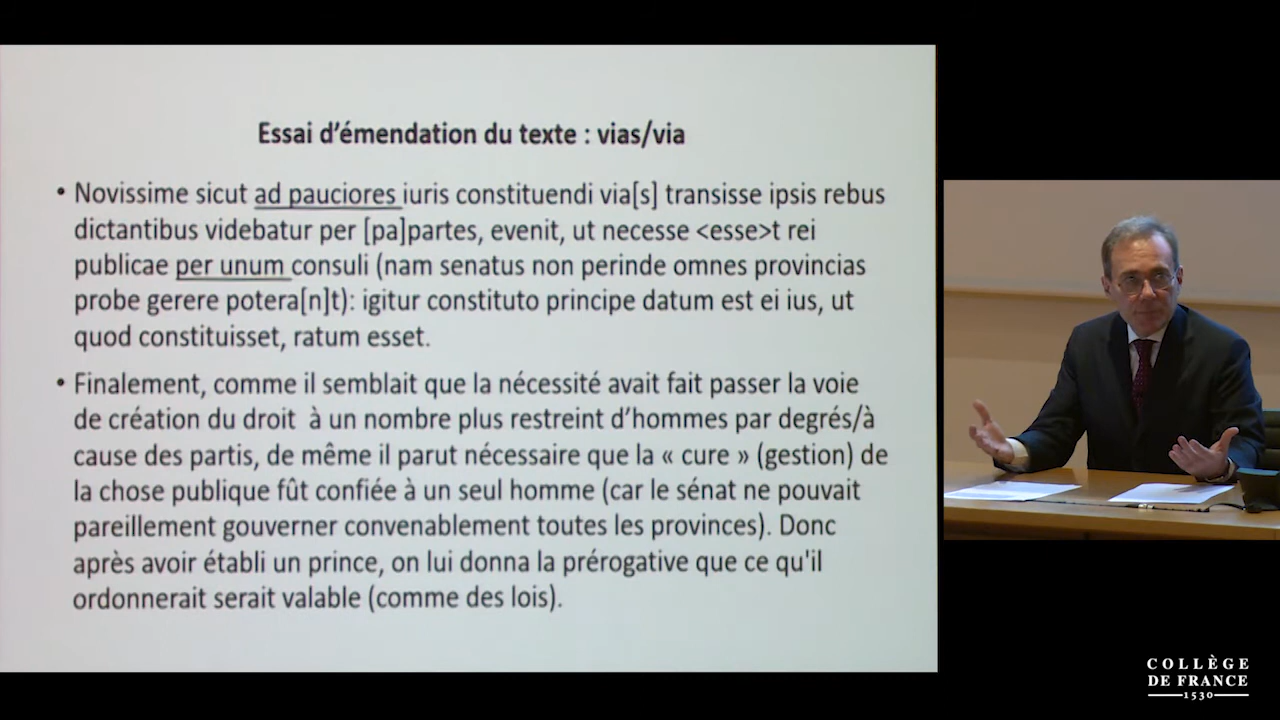 Essai d'émendation du texte : vias/via
• Novissime sicut ad pauciores iuris constituendi via[s] transisse ipsis rebus
dictantibus videbatur per [pa]partes, evenit, ut necesse <esse>t rei
publicae per unum consuli (nam senatus non perinde omnes provincias
probe gerere potera[n]t): igitur constituto principe datum est ei ius, ut
quod constituisset, ratum esset.
• Finalement, comme il semblait que la nécessité avait fait passer la voie
de création du droit à un nombre plus restreint d'hommes par degrés/à
cause des partis, de même il parut nécessaire que la « cure » (gestion) de
la chose publique fût confiée à un seul homme (car le sénat ne pouvait
pareillement gouverner convenablement toutes les provinces). Donc
après avoir établi un prince, on lui donna la prérogative que ce qu'il
ordonnerait serait valable (comme des lois).
COLLÈGE
DE FRANCE
1530